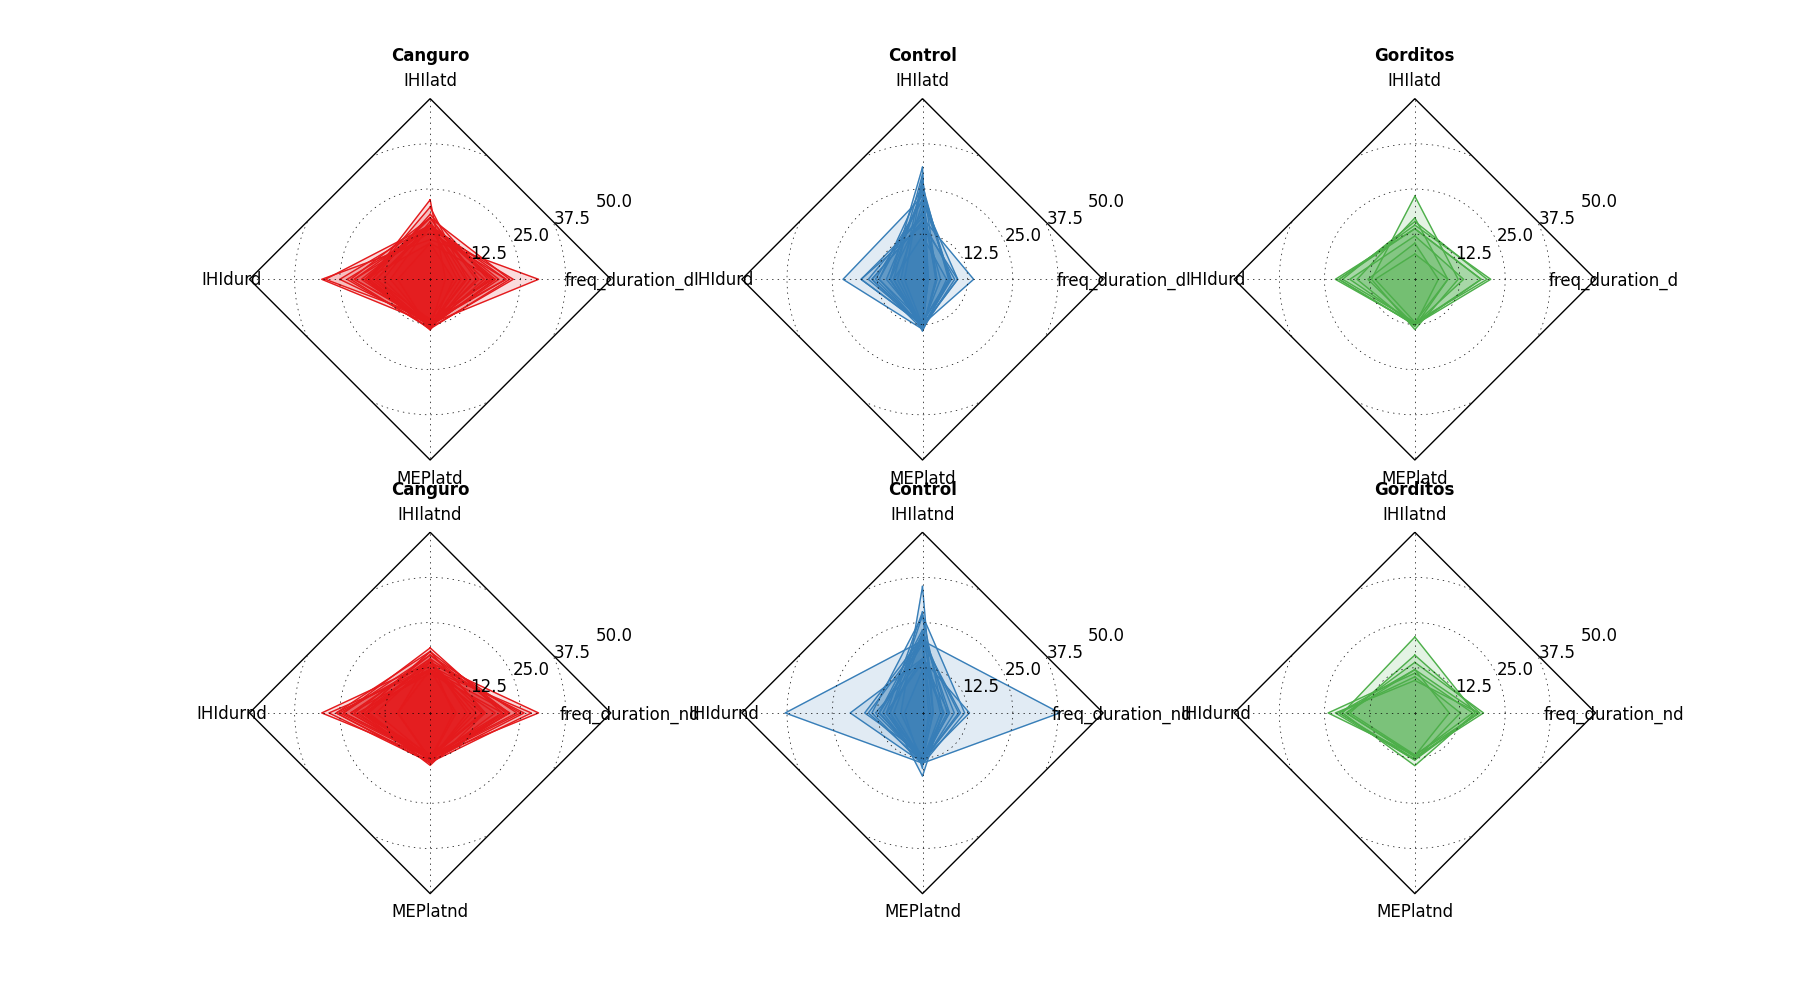 Canguro
IHIlatd
50.0
37.5
25.0
12.5
IHIdurd
freq_duration_d
MEPlatd
Control
IHIlatd
50.0
37.5
25.0
12.5
IHIdurd
freq_duration_d
MEPlatd
Gorditos
IHIlatd
50.0
37.5
25.0
12.5
IHIdurd
freq_duration_d
MEPlatd
Canguro
IHIlatnd
50.0
37.5
25.0
12.5
IHIdurnd
freq_duration_nd
MEPlatnd
Control
IHIlatnd
50.0
37.5
25.0
12.5
IHIdurnd
freq_duration_nd
MEPlatnd
Gorditos
IHIlatnd
50.0
37.5
25.0
12.5
IHIdurnd
freq_duration_nd
MEPlatnd